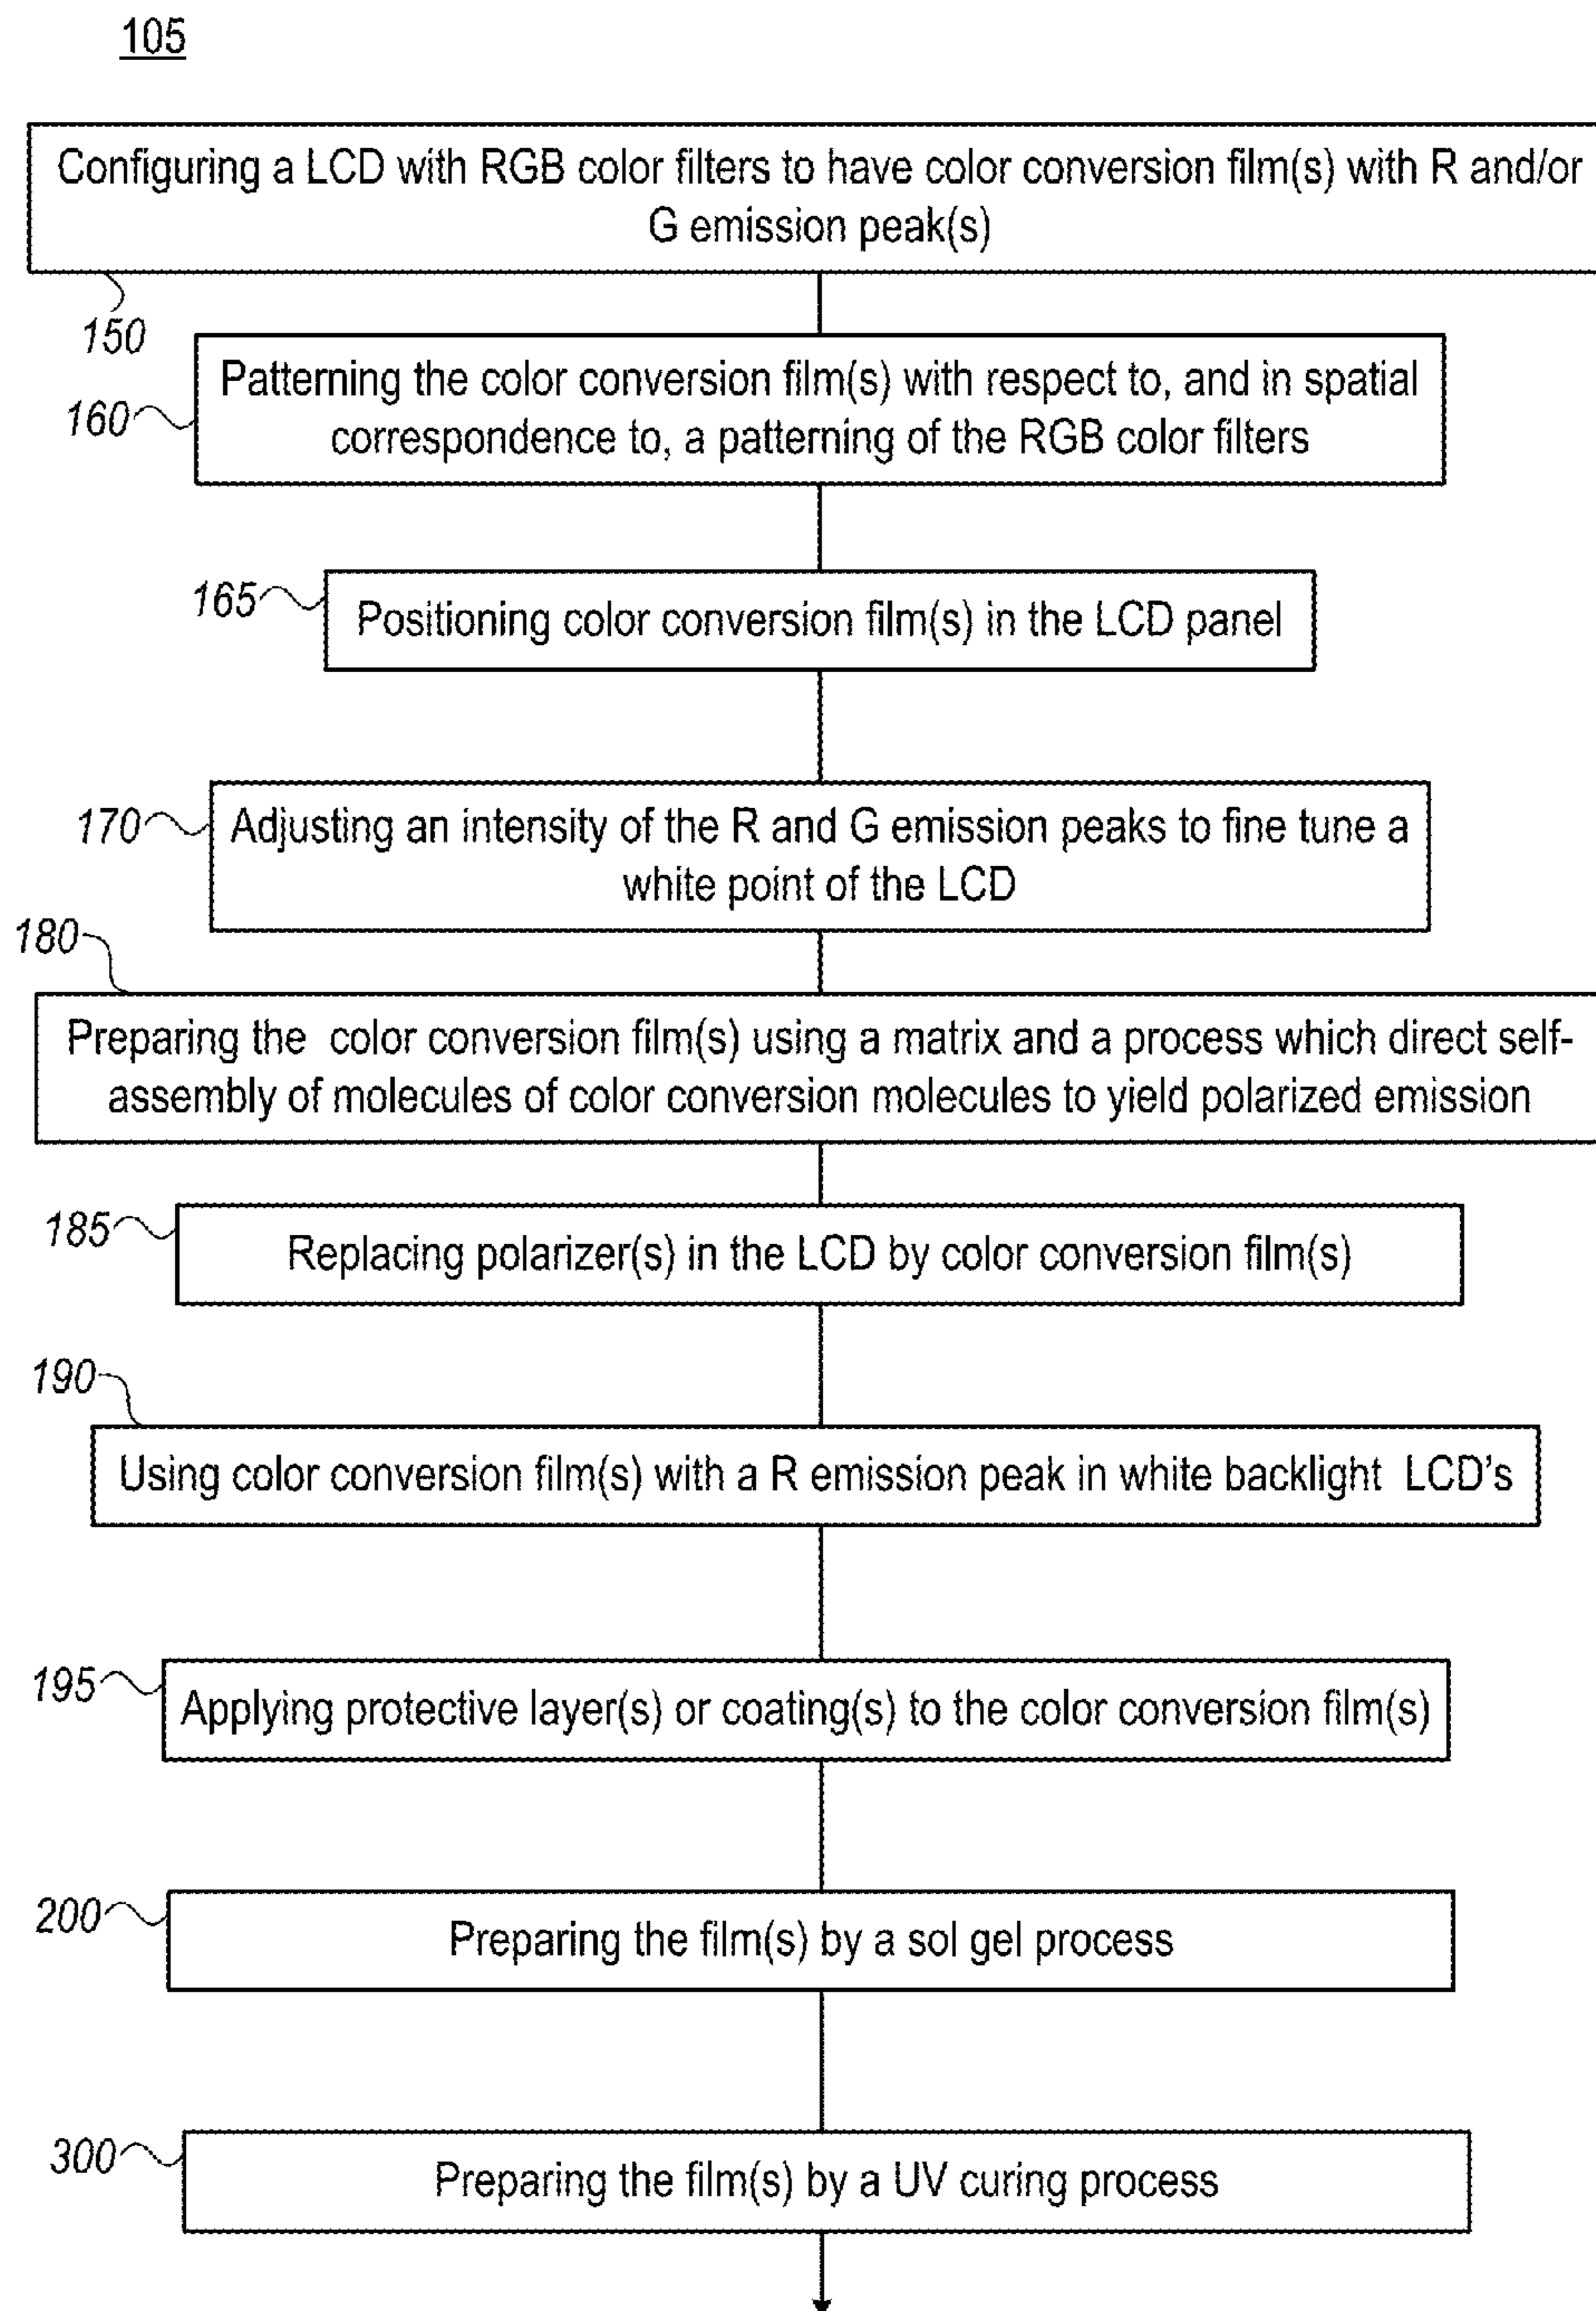 105
Configuring a LCD with RGB color filters to have color conversion film(s) with R and/or
G emission peak(s)
150
Patterning the color conversion film(s) with respect to, and in spatial
160
correspondence to, a patterning of the RGB color filters
165
Positioning color conversion film(s) in the LCD panel
170
Adjusting an intensity of the R and G emission peaks to fine tune a
white point of the LCD
180
Preparing the color conversion film(s) using a matrix and a process which direct self-
assembly of molecules of color conversion molecules to yield polarized emission
185
Replacing polarizer(s) in the LCD by color conversion film(s)
190
Using color conversion film(s) with a R emission peak in white backlight LCD's
195
Applying protective layer(s) or coating(s) to the color conversion film(s)
200
Preparing the film(s) by a sol gel process
300
Preparing the film(s) by a UV curing process